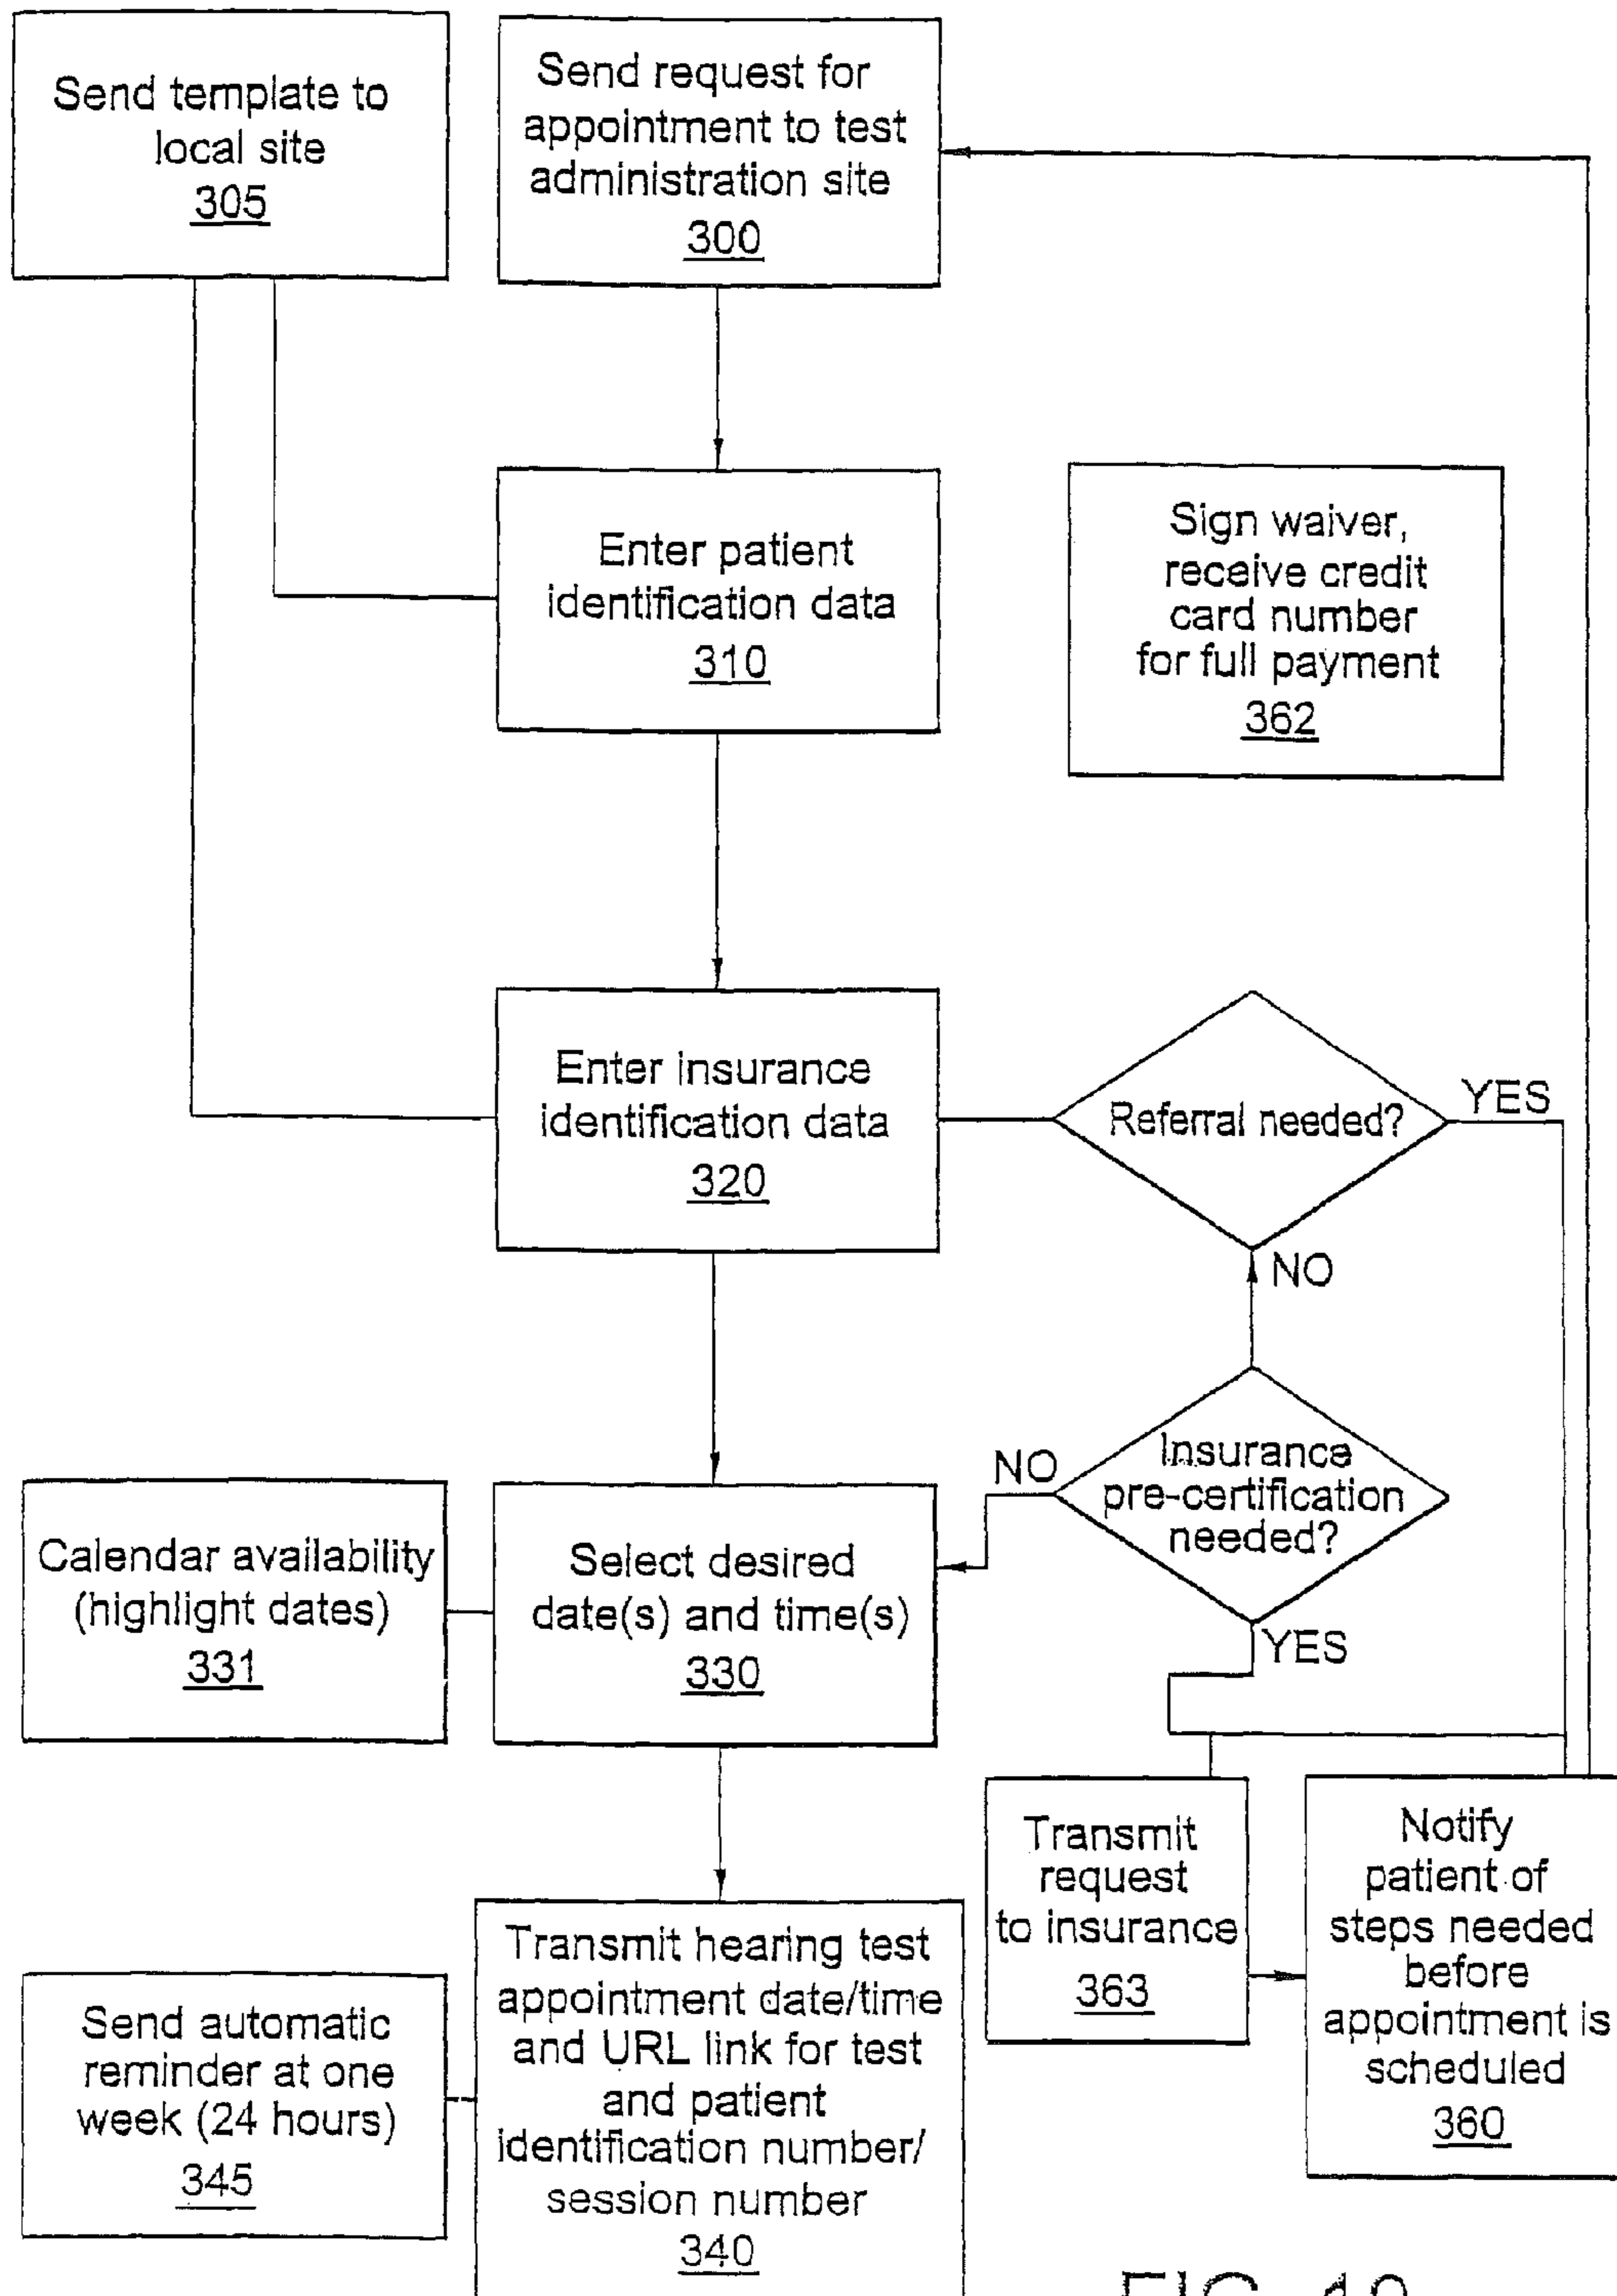 Send template to
local site
305
Send request for
appointment to test
administration site
300
Enter patient
identification data
310
Sign waiver,
receive credit
card number
for full payment
362
Enter insurance
identification data
320
Referral needed?
YES
NO
Insurance
pre-certification
needed?
NO
YES
Calendar availability
(highlight dates)
331
Select desired
date(s) and time(s)
330
Transmit
request
to insurance
363
Notify
patient of
steps needed
before
appointment is
scheduled
360
Send automatic
reminder at one
week (24 hours)
345
Transmit hearing test
appointment date/time
and URL link for test
and patient
identification number/
session number
340